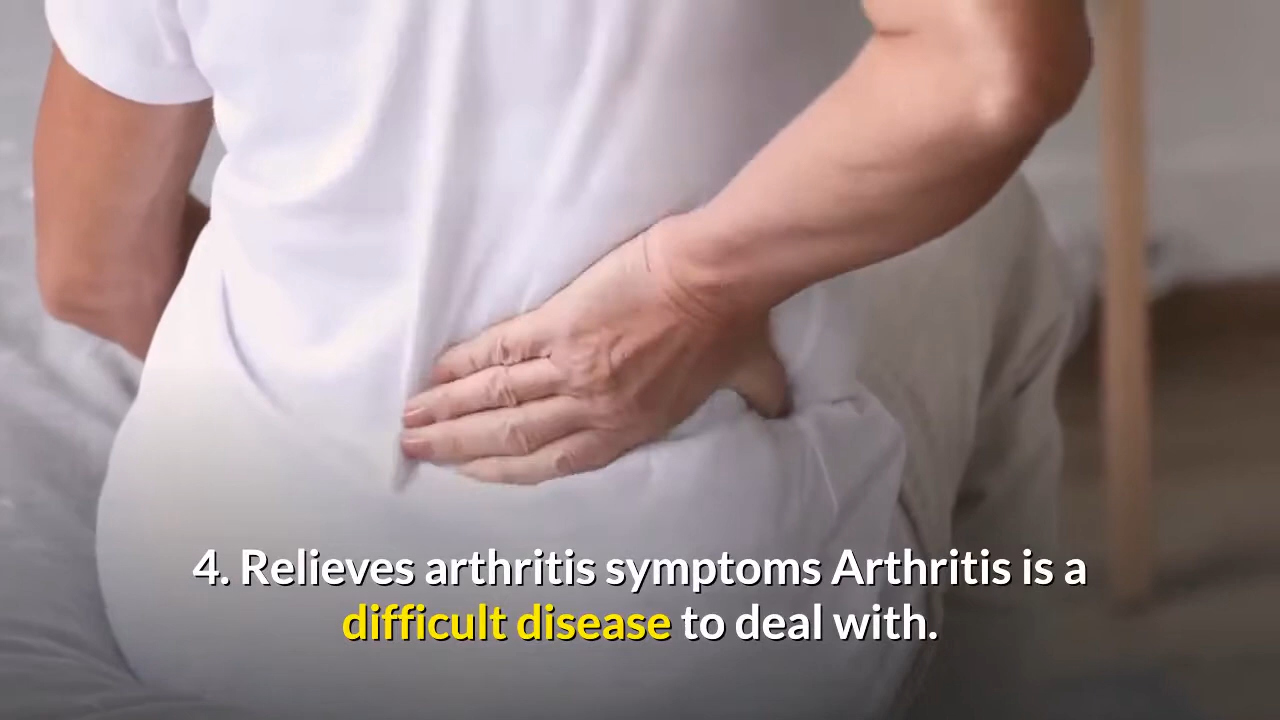 4. Relieves arthritis symptoms Arthritis is a
difficult disease to deal with.